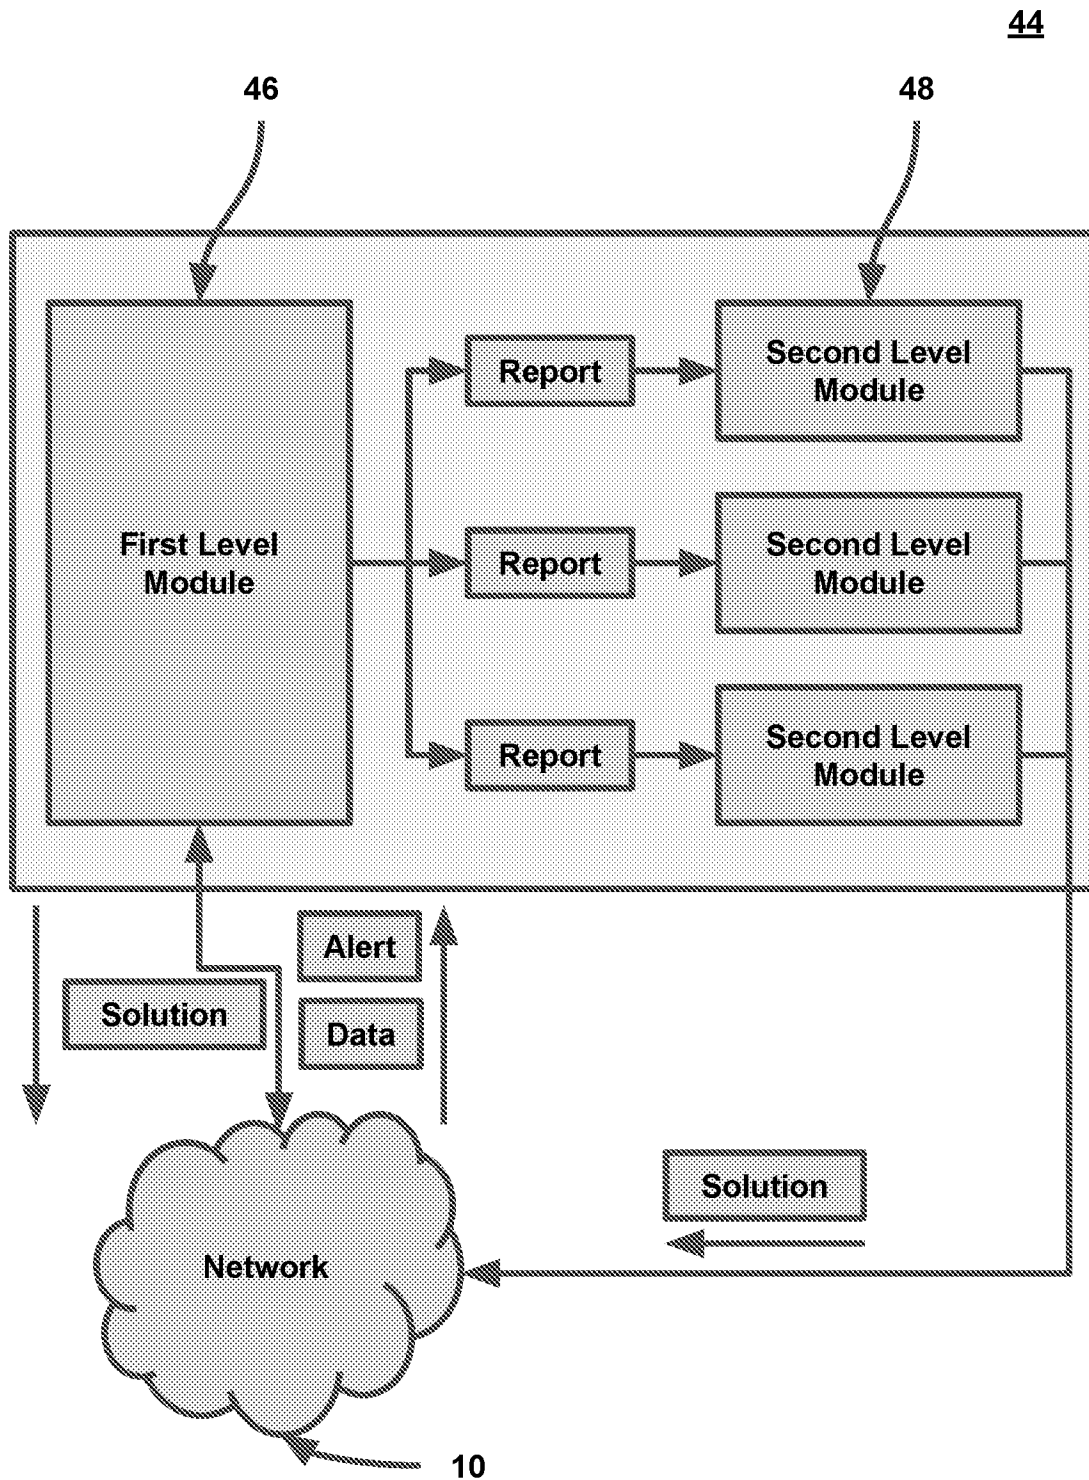 44
46
48
First Level
Module
Report
Second Level
Module
Report
Second Level
Module
Report
Second Level
Module
Alert
Solution
Data
Solution
Network
10